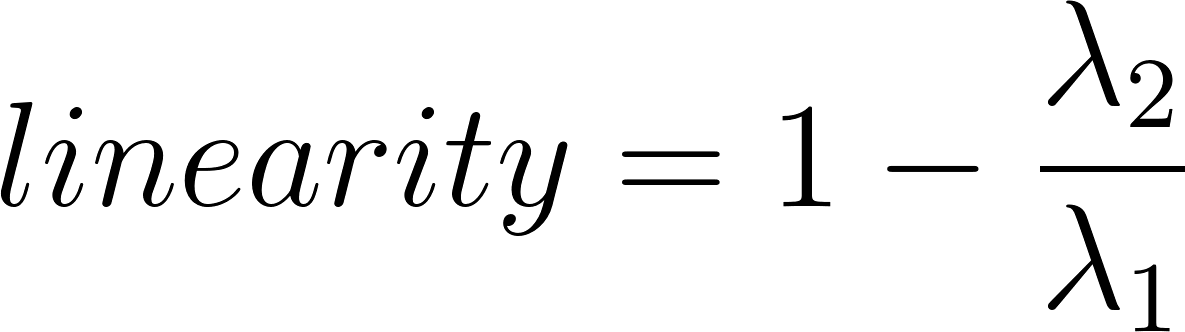 linearity = 1 − λ₂/λ₁